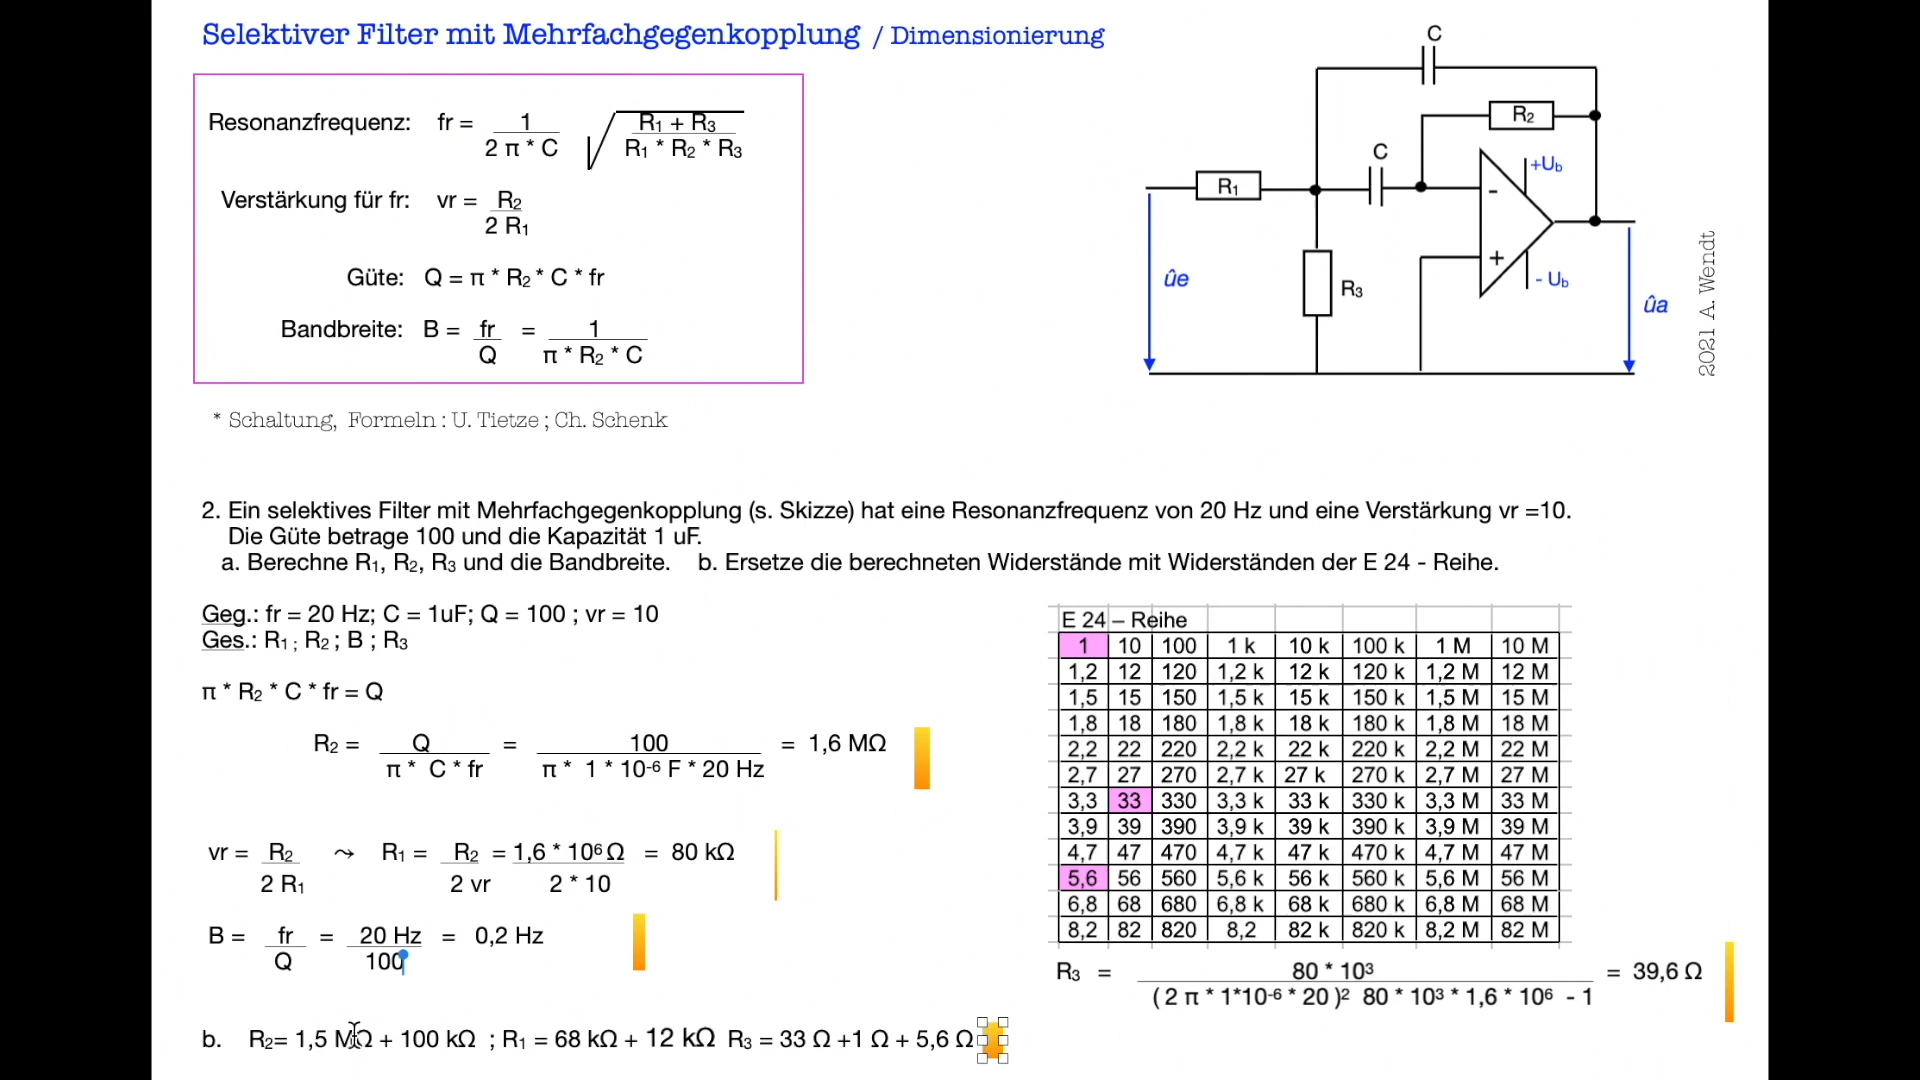 Selektiver Filter mit Mehrfachgegenkopplung / Dimensionierung
Resonanzfrequenz: fr = 1 / 2 π * C √ R1 + R3 / R1 * R2 * R3
Verstärkung für fr: vr = R2 / 2 R1
Güte: Q = π * R2 * C * fr
Bandbreite: B = fr / Q = 1 / π * R2 * C
* Schaltung, Formeln : U. Tietze ; Ch. Schenk
C
R2
C
+Ub
R1
-
+
- Ub
ûe
R3
ûa
2021 A. Wendt
2. Ein selektives Filter mit Mehrfachgegenkopplung (s. Skizze) hat eine Resonanzfrequenz von 20 Hz und eine Verstärkung vr =10.
Die Güte betrage 100 und die Kapazität 1 uF.
a. Berechne R1, R2, R3 und die Bandbreite. b. Ersetze die berechneten Widerstände mit Widerständen der E 24 - Reihe.
Geg.: fr = 20 Hz; C = 1uF; Q = 100 ; vr = 10
Ges.: R1 ; R2 ; B ; R3
π * R2 * C * fr = Q
R2 = Q / π * C * fr = 100 / π * 1 * 10-6 F * 20 Hz = 1,6 MΩ
vr = R2 / 2 R1 ⤳ R1 = R2 / 2 vr = 1,6 * 10⁶ Ω / 2 * 10 = 80 kΩ
B = fr / Q = 20 Hz / 100 = 0,2 Hz
E 24 – Reihe
1 10 100 1 k 10 k 100 k 1 M 10 M
1,2 12 120 1,2 k 12 k 120 k 1,2 M 12 M
1,5 15 150 1,5 k 15 k 150 k 1,5 M 15 M
1,8 18 180 1,8 k 18 k 180 k 1,8 M 18 M
2,2 22 220 2,2 k 22 k 220 k 2,2 M 22 M
2,7 27 270 2,7 k 27 k 270 k 2,7 M 27 M
3,3 33 330 3,3 k 33 k 330 k 3,3 M 33 M
3,9 39 390 3,9 k 39 k 390 k 3,9 M 39 M
4,7 47 470 4,7 k 47 k 470 k 4,7 M 47 M
5,6 56 560 5,6 k 56 k 560 k 5,6 M 56 M
6,8 68 680 6,8 k 68 k 680 k 6,8 M 68 M
8,2 82 820 8,2 82 k 820 k 8,2 M 82 M
R3 = 80 * 10³ / ( 2 π * 1*10-6 * 20 )² 80 * 10³ * 1,6 * 10⁶ - 1 = 39,6 Ω
b. R2= 1,5 MΩ + 100 kΩ ; R1 = 68 kΩ + 12 kΩ R3 = 33 Ω +1 Ω + 5,6 Ω